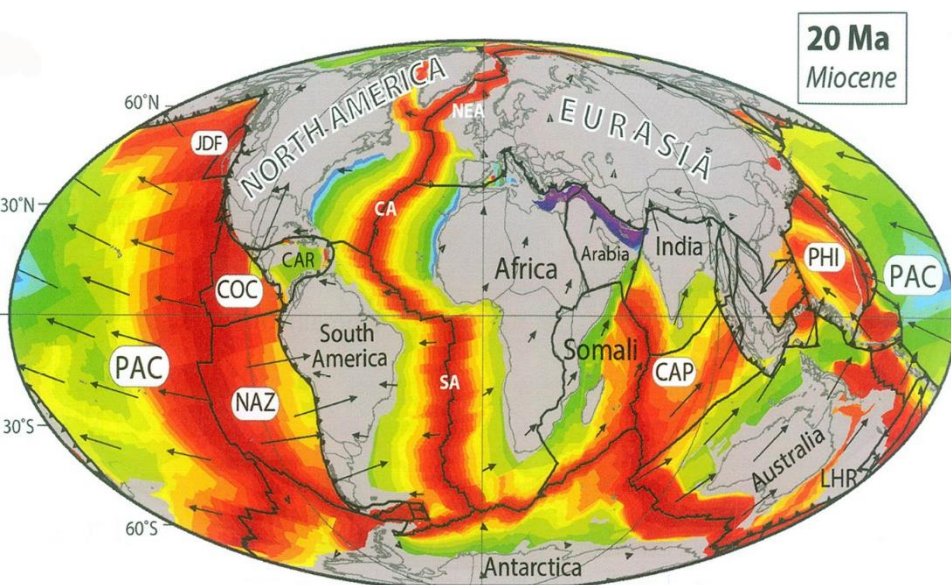 20 Ma
Miocene
60˚N
30˚N
30˚S
60˚S
NORTH AMERICA
EURASIA
NEA
JDF
CA
CAR
COC
PAC
NAZ
South
America
SA
Africa
Arabia
India
Somali
CAP
PHI
PAC
Australia
LHR
Antarctica